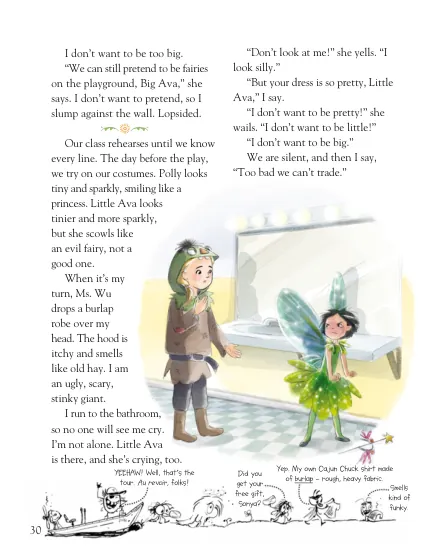 I don't want to be too big.
"We can still pretend to be fairies
on the playground, Big Ava," she
says. I don't want to pretend, so I
slump against the wall. Lopsided.
Our class rehearses until we know
every line. The day before the play,
we try on our costumes. Polly looks
tiny and sparkly, smiling like a
princess. Little Ava looks
tinier and more sparkly,
but she scowls like
an evil fairy, not a
good one.
When it's my
turn, Ms. Wu
drops a burlap
robe over my
head. The hood is
itchy and smells
like old hay. I am
an ugly, scary,
stinky giant.
I run to the bathroom,
so no one will see me cry.
I'm not alone. Little Ava
is there, and she's crying, too.
"Don't look at me!" she yells. "I
look silly."
"But your dress is so pretty, Little
Ava," I say.
"I don't want to be pretty!" she
wails. "I don't want to be little!"
"I don't want to be big."
We are silent, and then I say,
"Too bad we can't trade."
YEEHAW! Well, that's the
tour. Au revoir, folks!
Did you
get your
free gift,
Sonya?
Yep. My own Cajun Chuck shirt made
of burlap – rough, heavy fabric.
Smells
kind of
funky.
30